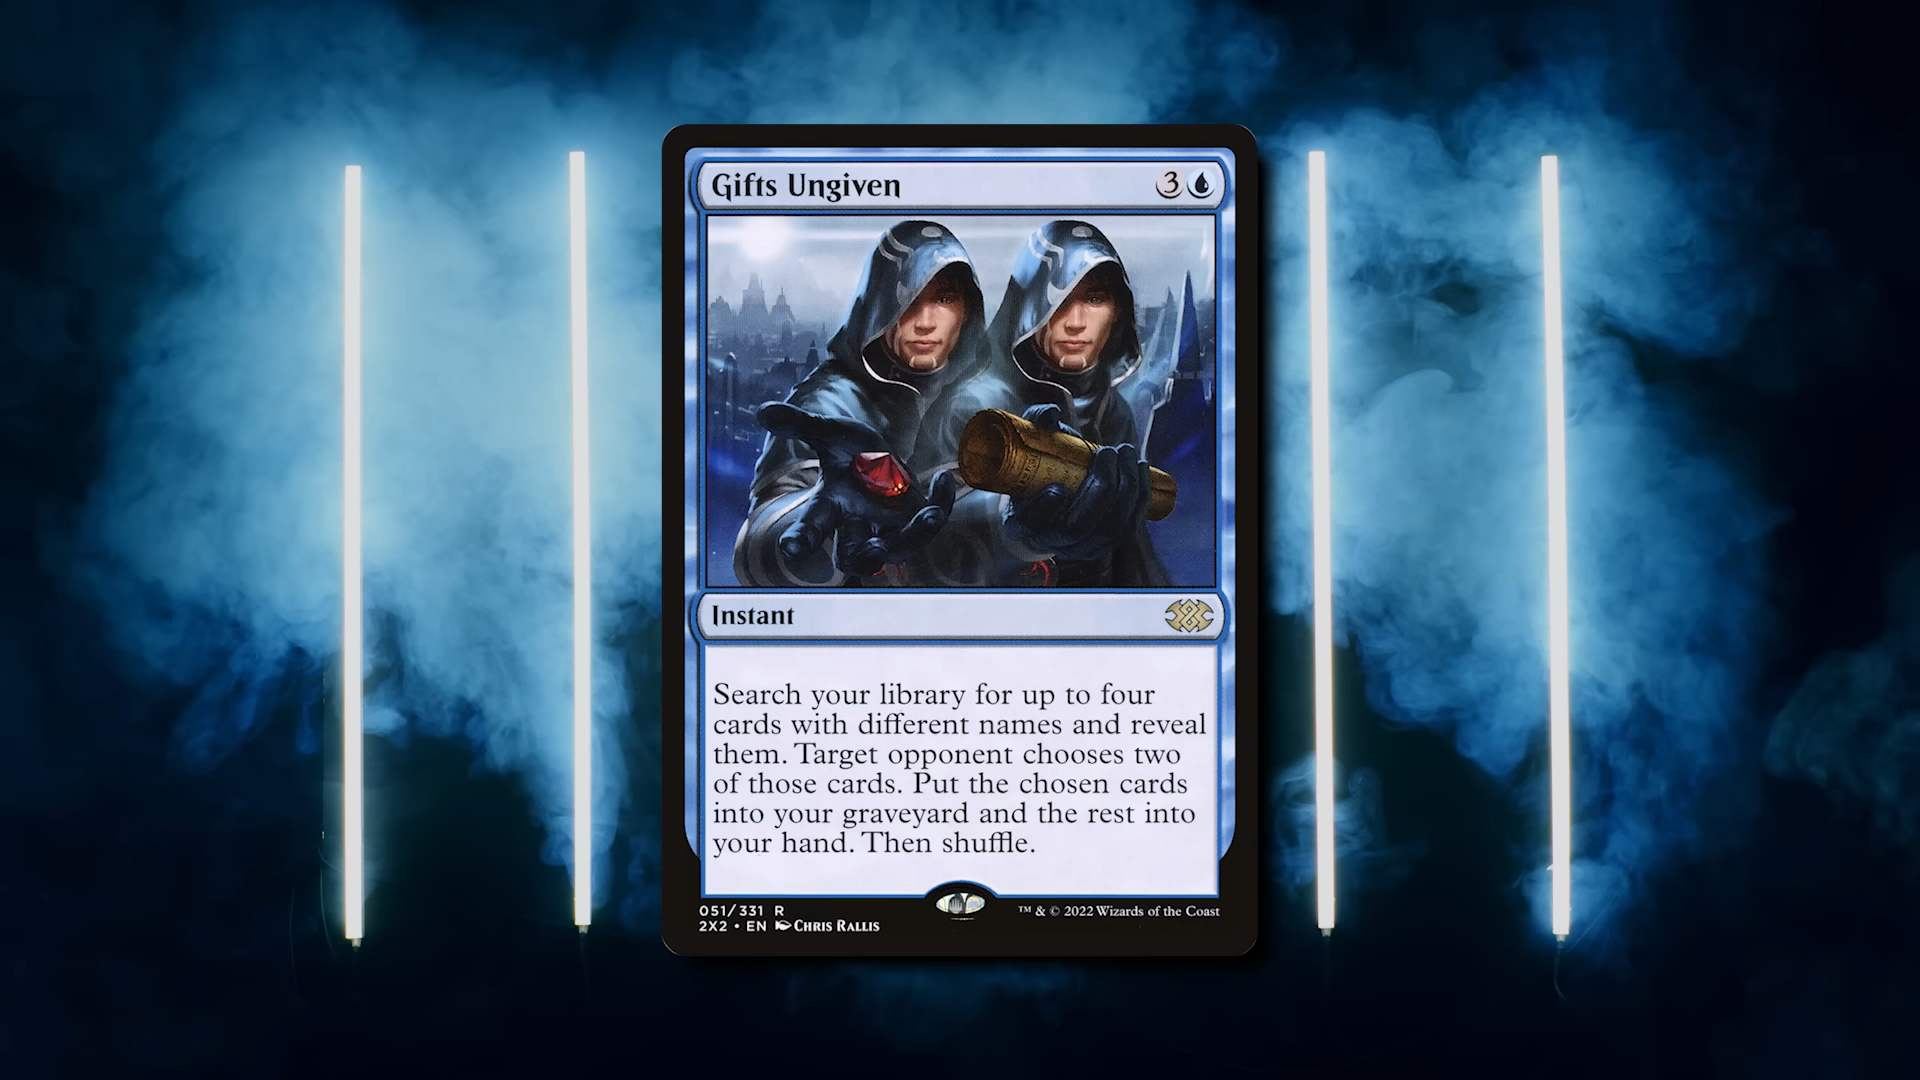 Gifts Ungiven 3
Instant
Search your library for up to four
cards with different names and reveal
them. Target opponent chooses two
of those cards. Put the chosen cards
into your graveyard and the rest into
your hand. Then shuffle.
051/331 R
2X2 • EN Chris Rallis
™ & © 2022 Wizards of the Coast